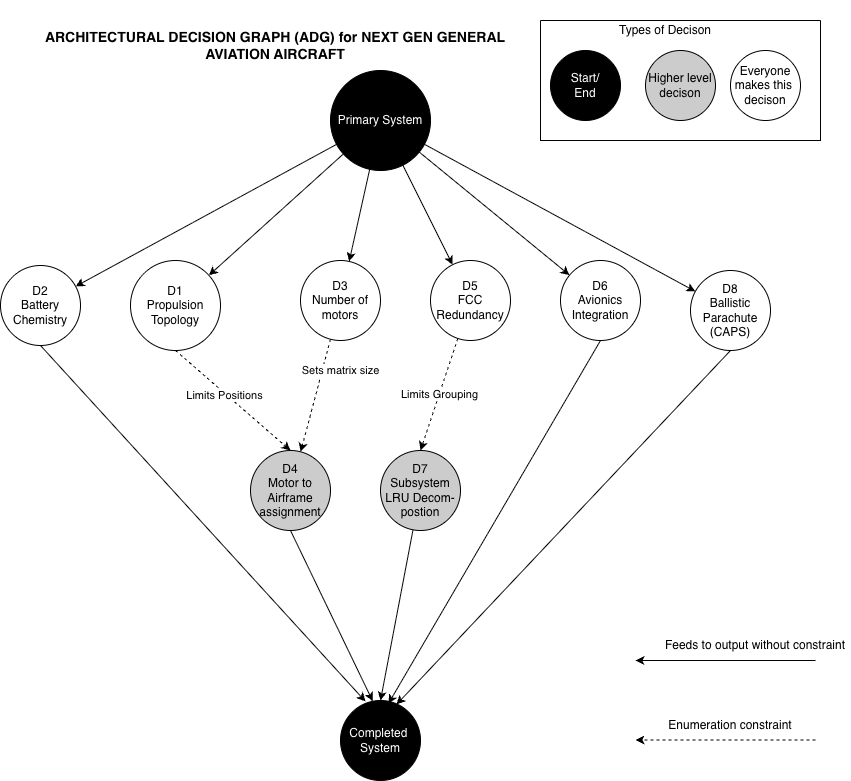 ARCHITECTURAL DECISION GRAPH (ADG) for NEXT GEN GENERAL
AVIATION AIRCRAFT
Types of Decison
Start/
End
Higher level
decison
Everyone
makes this
decison
Primary System
D2
Battery
Chemistry
D1
Propulsion
Topology
D3
Number of
motors
D5
FCC
Redundancy
D6
Avionics
Integration
D8
Ballistic
Parachute
(CAPS)
Sets matrix size
Limits Positions
Limits Grouping
D4
Motor to
Airframe
assignment
D7
Subsystem
LRU Decom-
postion
Feeds to output without constraint
Enumeration constraint
Completed
System